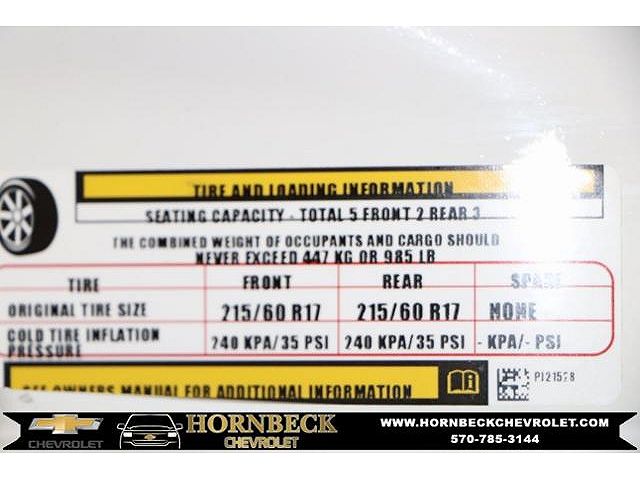 TIRE AND LOADING INFORMATION
SEATING CAPACITY - TOTAL 5 FRONT 2 REAR 3
THE COMBINED WEIGHT OF OCCUPANTS AND CARGO SHOULD
NEVER EXCEED 447 KG OR 985 LB
TIRE FRONT REAR SPARE
ORIGINAL TIRE SIZE 215/60 R17 215/60 R17 NONE
COLD TIRE INFLATION PRESSURE 240 KPA/35 PSI 240 KPA/35 PSI - KPA/- PSI
SEE OWNERS MANUAL FOR ADDITIONAL INFORMATION
CHEVROLET
HORNBECK
CHEVROLET
WWW.HORNBECKCHEVROLET.COM
570-785-3144